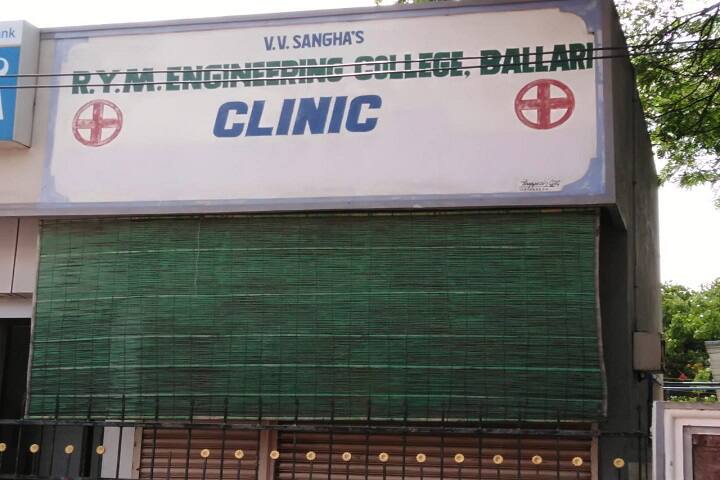 V.V. SANGHA'S
R.Y.M. ENGINEERING COLLEGE, BALLARI
CLINIC